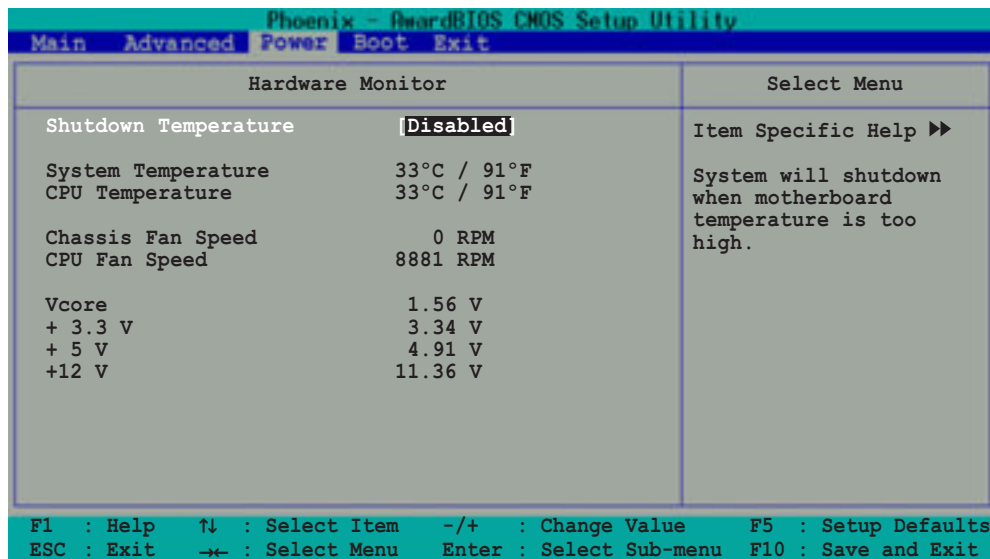 Phoenix - AwardBIOS CMOS Setup Utility
Main Advanced Power Boot Exit
Hardware Monitor
Select Menu
Shutdown Temperature [Disabled]
System Temperature 33°C / 91°F
CPU Temperature 33°C / 91°F
Chassis Fan Speed 0 RPM
CPU Fan Speed 8881 RPM
Vcore 1.56 V
+ 3.3 V 3.34 V
+ 5 V 4.91 V
+12 V 11.36 V
Item Specific Help ▶▶
System will shutdown
when motherboard
temperature is too
high.
F1 : Help ↑↓ : Select Item -/+ : Change Value F5 : Setup Defaults
ESC : Exit →← : Select Menu Enter : Select Sub-menu F10 : Save and Exit